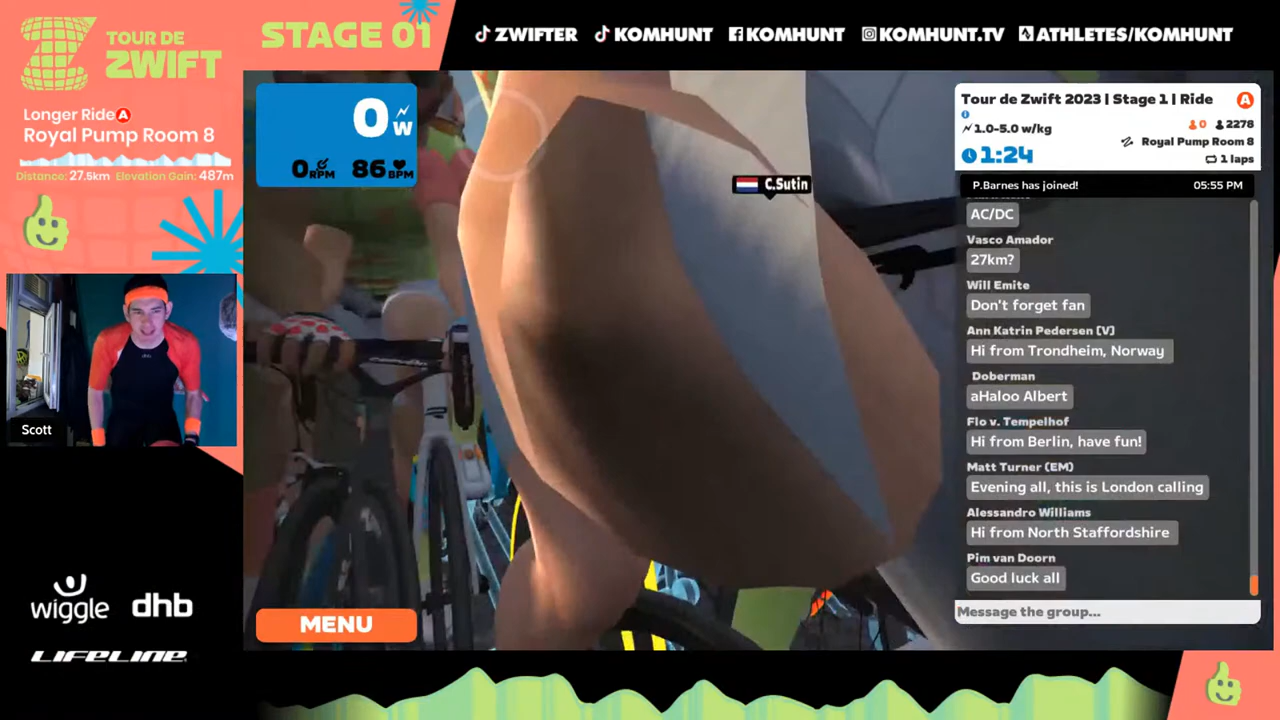 TOUR DE
ZWIFT
STAGE 01
ZWIFTER
KOMHUNT
KOMHUNT
KOMHUNT.TV
ATHLETES/KOMHUNT
Longer Ride A
Royal Pump Room 8
Distance: 27.5km Elevation Gain: 487m
Scott
wiggle dhb
LIFELINE
0 W
0 RPM 86 BPM
C.Sutin
MENU
Tour de Zwift 2023 | Stage 1 | Ride A
1.0-5.0 w/kg
0 2278
Royal Pump Room 8
1:24
1 laps
P.Barnes has joined! 05:55 PM
AC/DC
Vasco Amador
27km?
Will Emite
Don't forget fan
Ann Katrin Pedersen [V]
Hi from Trondheim, Norway
Doberman
aHaloo Albert
Flo v. Tempelhof
Hi from Berlin, have fun!
Matt Turner (EM)
Evening all, this is London calling
Alessandro Williams
Hi from North Staffordshire
Pim van Doorn
Good luck all
Message the group...